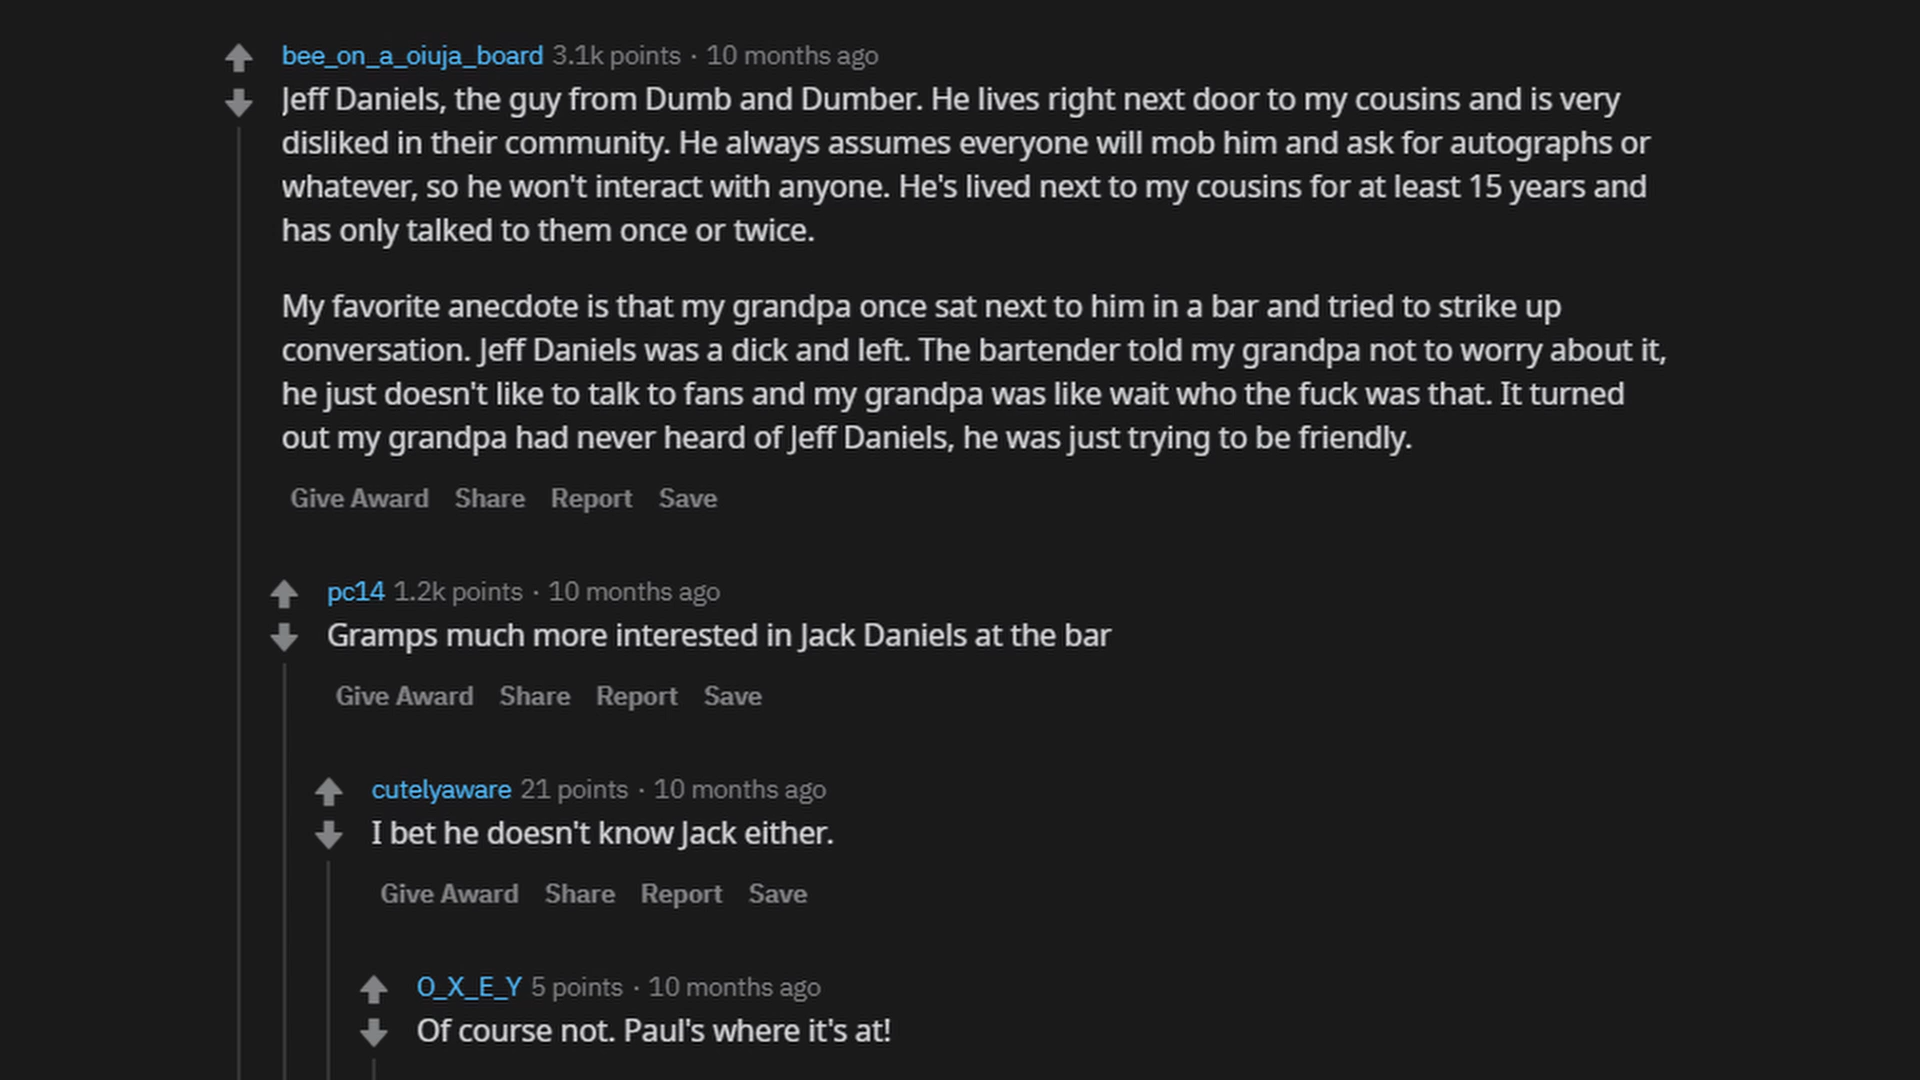 bee_on_a_oiuja_board 3.1k points · 10 months ago
Jeff Daniels, the guy from Dumb and Dumber. He lives right next door to my cousins and is very
disliked in their community. He always assumes everyone will mob him and ask for autographs or
whatever, so he won't interact with anyone. He's lived next to my cousins for at least 15 years and
has only talked to them once or twice.
My favorite anecdote is that my grandpa once sat next to him in a bar and tried to strike up
conversation. Jeff Daniels was a dick and left. The bartender told my grandpa not to worry about it,
he just doesn't like to talk to fans and my grandpa was like wait who the fuck was that. It turned
out my grandpa had never heard of Jeff Daniels, he was just trying to be friendly.
Give Award Share Report Save
pc14 1.2k points · 10 months ago
Gramps much more interested in Jack Daniels at the bar
Give Award Share Report Save
cutelyaware 21 points · 10 months ago
I bet he doesn't know Jack either.
Give Award Share Report Save
O_X_E_Y 5 points · 10 months ago
Of course not. Paul's where it's at!